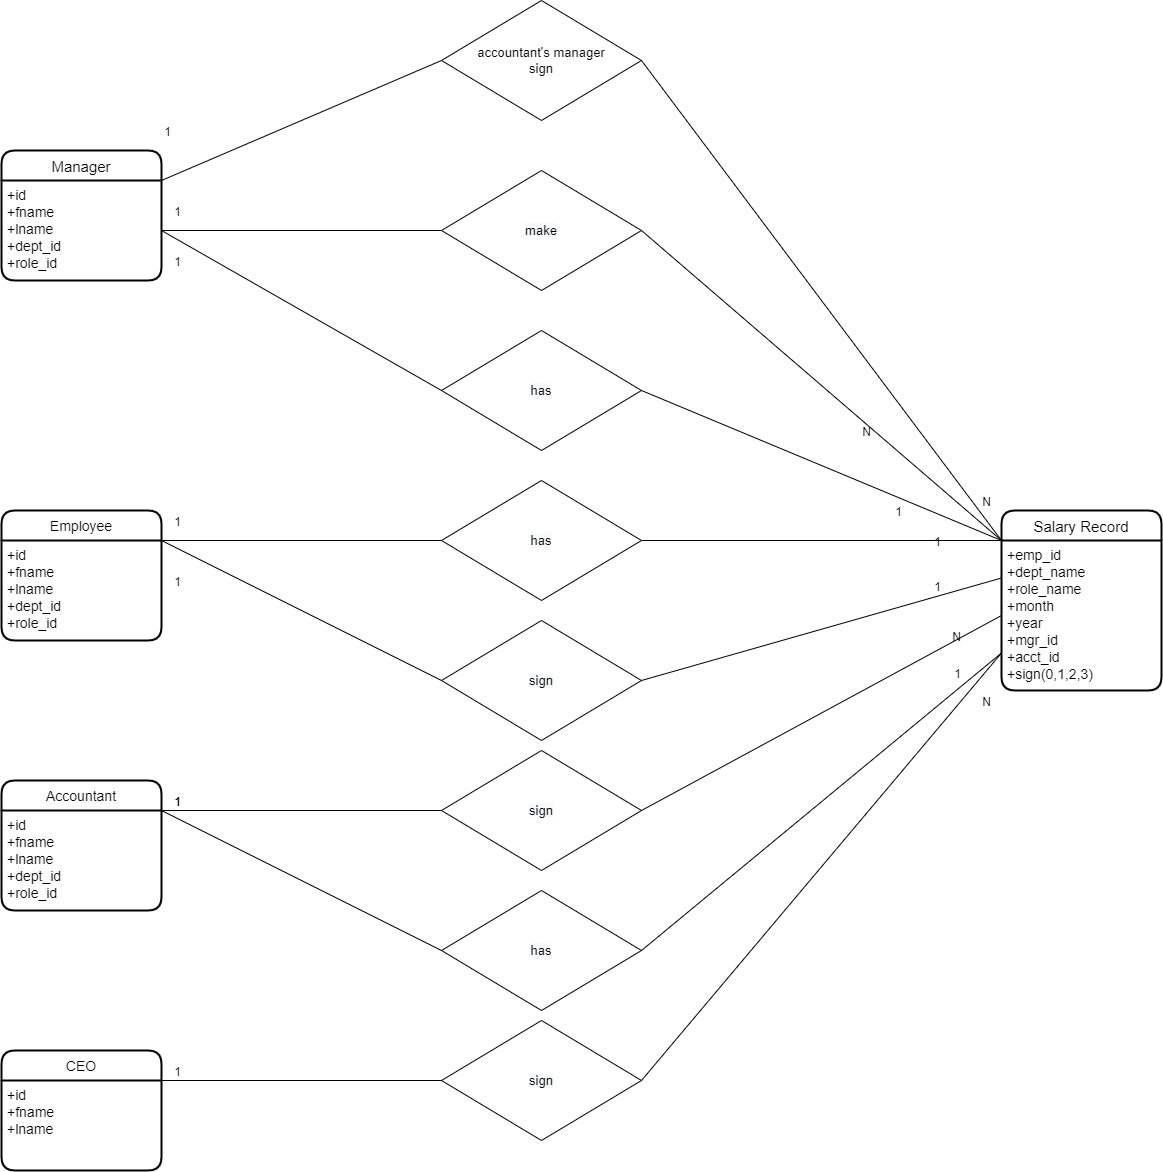 accountant's manager
sign
1
Manager
+id
+fname
+lname
+dept_id
+role_id
1
1
make
has
N
1
N
Employee
+id
+fname
+lname
+dept_id
+role_id
1
1
has
1
sign
1
Salary Record
+emp_id
+dept_name
+role_name
+month
+year
+mgr_id
+acct_id
+sign(0,1,2,3)
N
1
N
Accountant
+id
+fname
+lname
+dept_id
+role_id
1
sign
has
CEO
+id
+fname
+lname
1
sign